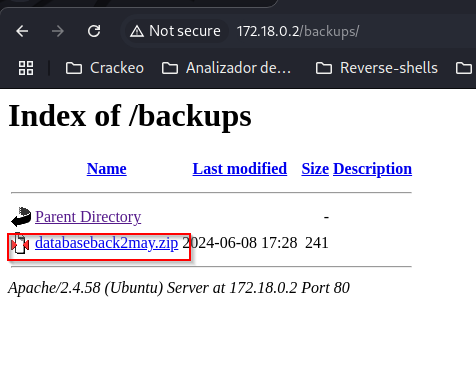 Not secure 172.18.0.2/backups/
Crackeo Analizador de… Reverse-shells
Index of /backups
Name Last modified Size Description
Parent Directory -
databaseback2may.zip 2024-06-08 17:28 241
Apache/2.4.58 (Ubuntu) Server at 172.18.0.2 Port 80